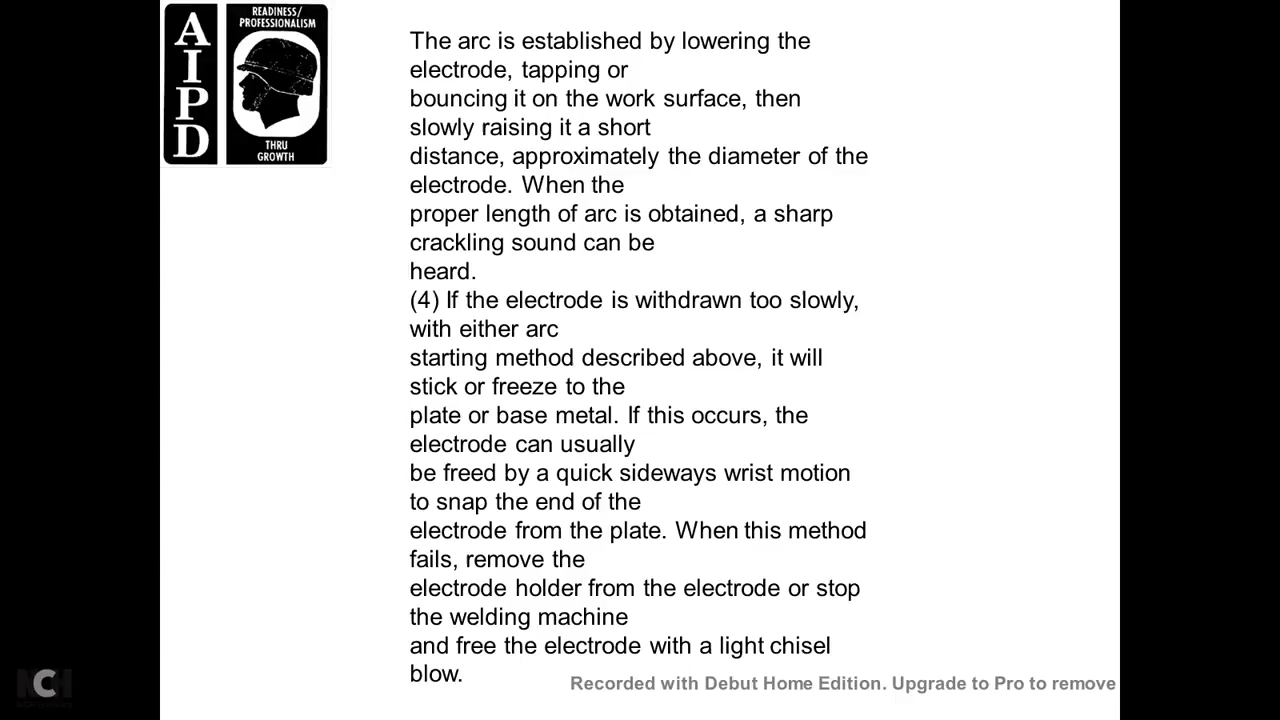 AIPD
READINESS/
PROFESSIONALISM
THRU
GROWTH
The arc is established by lowering the
electrode, tapping or
bouncing it on the work surface, then
slowly raising it a short
distance, approximately the diameter of the
electrode. When the
proper length of arc is obtained, a sharp
crackling sound can be
heard.
(4) If the electrode is withdrawn too slowly,
with either arc
starting method described above, it will
stick or freeze to the
plate or base metal. If this occurs, the
electrode can usually
be freed by a quick sideways wrist motion
to snap the end of the
electrode from the plate. When this method
fails, remove the
electrode holder from the electrode or stop
the welding machine
and free the electrode with a light chisel
blow.
Recorded with Debut Home Edition. Upgrade to Pro to remove
NCH